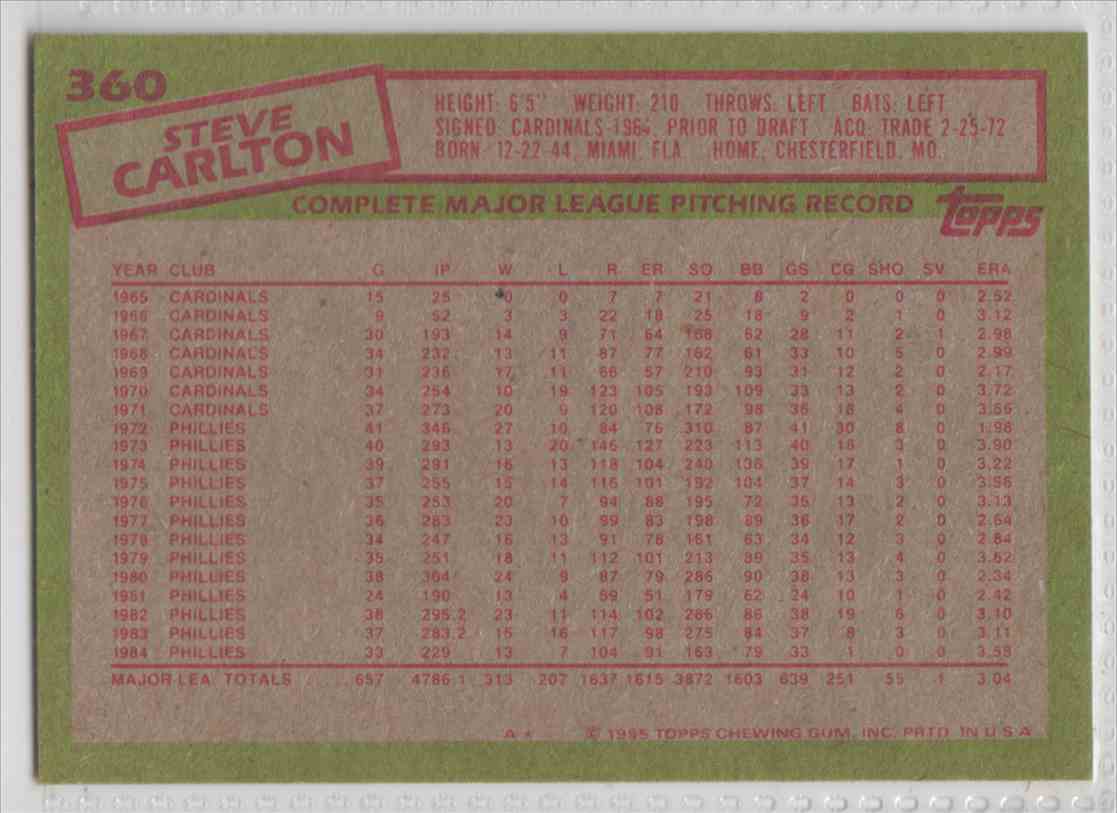 360
STEVE
CARLTON
HEIGHT: 6'5" WEIGHT: 210 THROWS: LEFT BATS: LEFT
SIGNED: CARDINALS-1964, PRIOR TO DRAFT ACQ: TRADE 2-25-72
BORN: 12-22-44, MIAMI, FLA. HOME: CHESTERFIELD, MO.
COMPLETE MAJOR LEAGUE PITCHING RECORD topps
YEAR CLUB G IP W L R ER SO BB GS CG SHO SV ERA
1965 CARDINALS 15 25 0 0 7 7 21 8 2 0 0 0 2.52
1966 CARDINALS 9 52 3 3 22 18 25 18 9 2 1 0 3.12
1967 CARDINALS 30 193 14 9 71 64 168 62 28 11 2 1 2.98
1968 CARDINALS 34 232 13 11 87 77 162 61 33 10 5 0 2.99
1969 CARDINALS 31 236 17 11 66 57 210 93 31 12 2 0 2.17
1970 CARDINALS 34 254 10 19 123 105 193 109 33 13 2 0 3.72
1971 CARDINALS 37 273 20 9 120 108 172 98 36 18 4 0 3.56
1972 PHILLIES 41 346 27 10 84 76 310 87 41 30 8 0 1.98
1973 PHILLIES 40 293 13 20 146 127 223 113 40 18 3 0 3.90
1974 PHILLIES 39 291 16 13 118 104 240 136 39 17 1 0 3.22
1975 PHILLIES 37 255 15 14 116 101 192 104 37 14 3 0 3.56
1976 PHILLIES 35 253 20 7 94 88 195 72 35 13 2 0 3.13
1977 PHILLIES 36 283 23 10 99 83 198 89 36 17 2 0 2.64
1978 PHILLIES 34 247 16 13 91 78 161 63 34 12 3 0 2.84
1979 PHILLIES 35 251 18 11 112 101 213 89 35 13 4 0 3.62
1980 PHILLIES 38 304 24 9 87 79 286 90 38 13 3 0 2.34
1981 PHILLIES 24 190 13 4 59 51 179 62 24 10 1 0 2.42
1982 PHILLIES 38 295.2 23 11 114 102 286 86 38 19 6 0 3.10
1983 PHILLIES 37 283.2 15 16 117 98 275 84 37 8 3 0 3.11
1984 PHILLIES 33 229 13 7 104 91 163 79 33 1 0 0 3.58
MAJOR LEA. TOTALS 657 4786.1 313 207 1837 1615 3872 1603 639 251 55 1 3.04
A * © 1985 TOPPS CHEWING GUM, INC. PRTD. IN U.S.A.